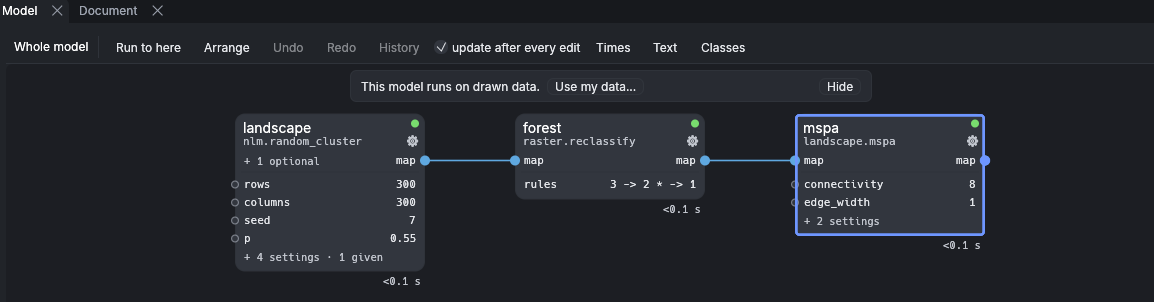 Model Document
Whole model Run to here Arrange Undo Redo History update after every edit Times Text Classes
This model runs on drawn data. Use my data... Hide
landscape
nlm.random_cluster
+ 1 optional map
rows 300
columns 300
seed 7
p 0.55
+ 4 settings · 1 given
<0.1 s
forest
raster.reclassify
map map
rules 3 -> 2 * -> 1
<0.1 s
mspa
landscape.mspa
map map
connectivity 8
edge_width 1
+ 2 settings
<0.1 s